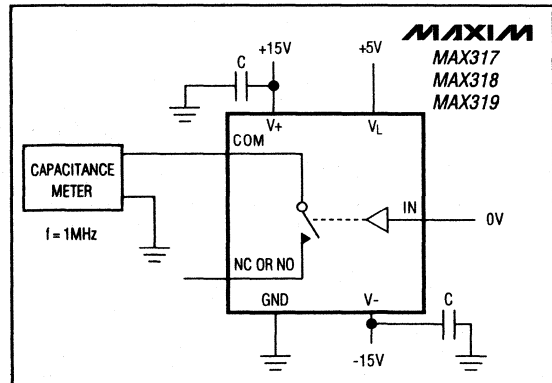 MAXIM
MAX317
MAX318
MAX319
+15V
+5V
C
V+
VL
COM
CAPACITANCE
METER
IN
0V
f = 1MHz
NC OR NO
GND
V-
C
-15V